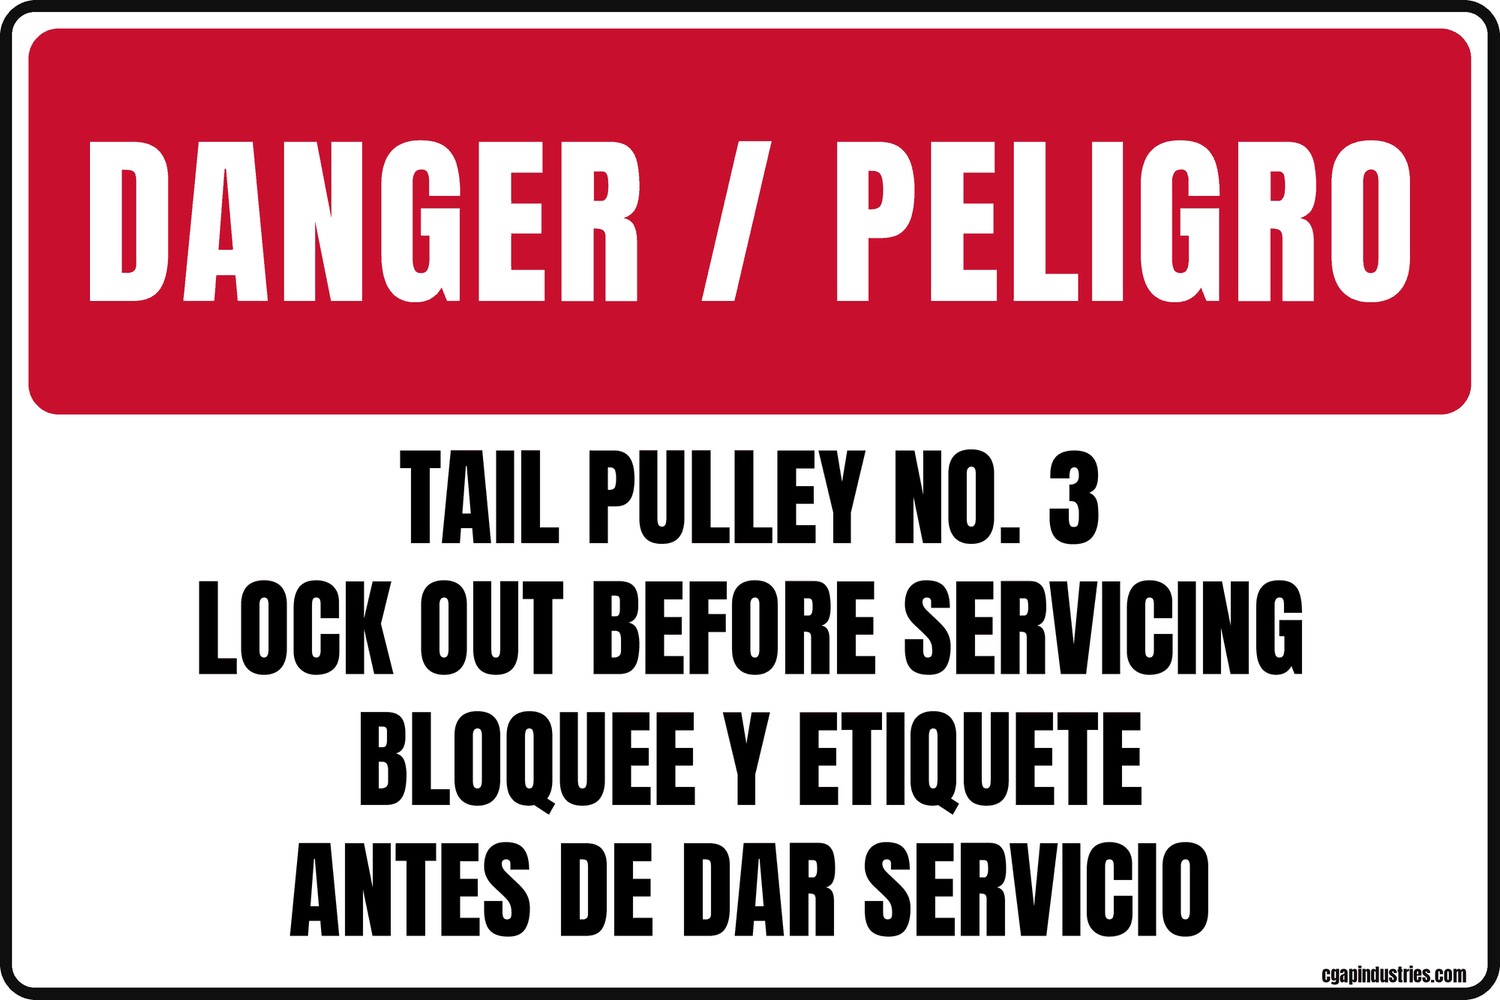 DANGER / PELIGRO
TAIL PULLEY NO. 3
LOCK OUT BEFORE SERVICING
BLOQUEE Y ETIQUETE
ANTES DE DAR SERVICIO
cgapindustries.com